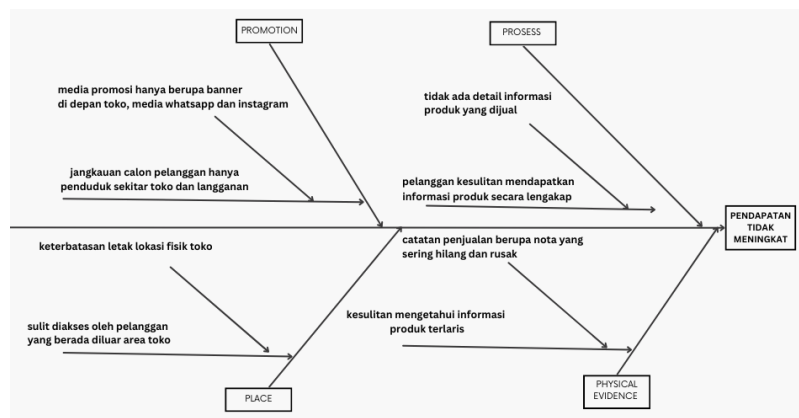 PROMOTION
PROSESS
media promosi hanya berupa banner
di depan toko, media whatsapp dan instagram
tidak ada detail informasi
produk yang dijual
jangkauan calon pelanggan hanya
penduduk sekitar toko dan langganan
pelanggan kesulitan mendapatkan
informasi produk secara lengakap
PENDAPATAN
TIDAK
MENINGKAT
keterbatasan letak lokasi fisik toko
catatan penjualan berupa nota yang
sering hilang dan rusak
sulit diakses oleh pelanggan
yang berada diluar area toko
kesulitan mengetahui informasi
produk terlaris
PLACE
PHYSICAL
EVIDENCE